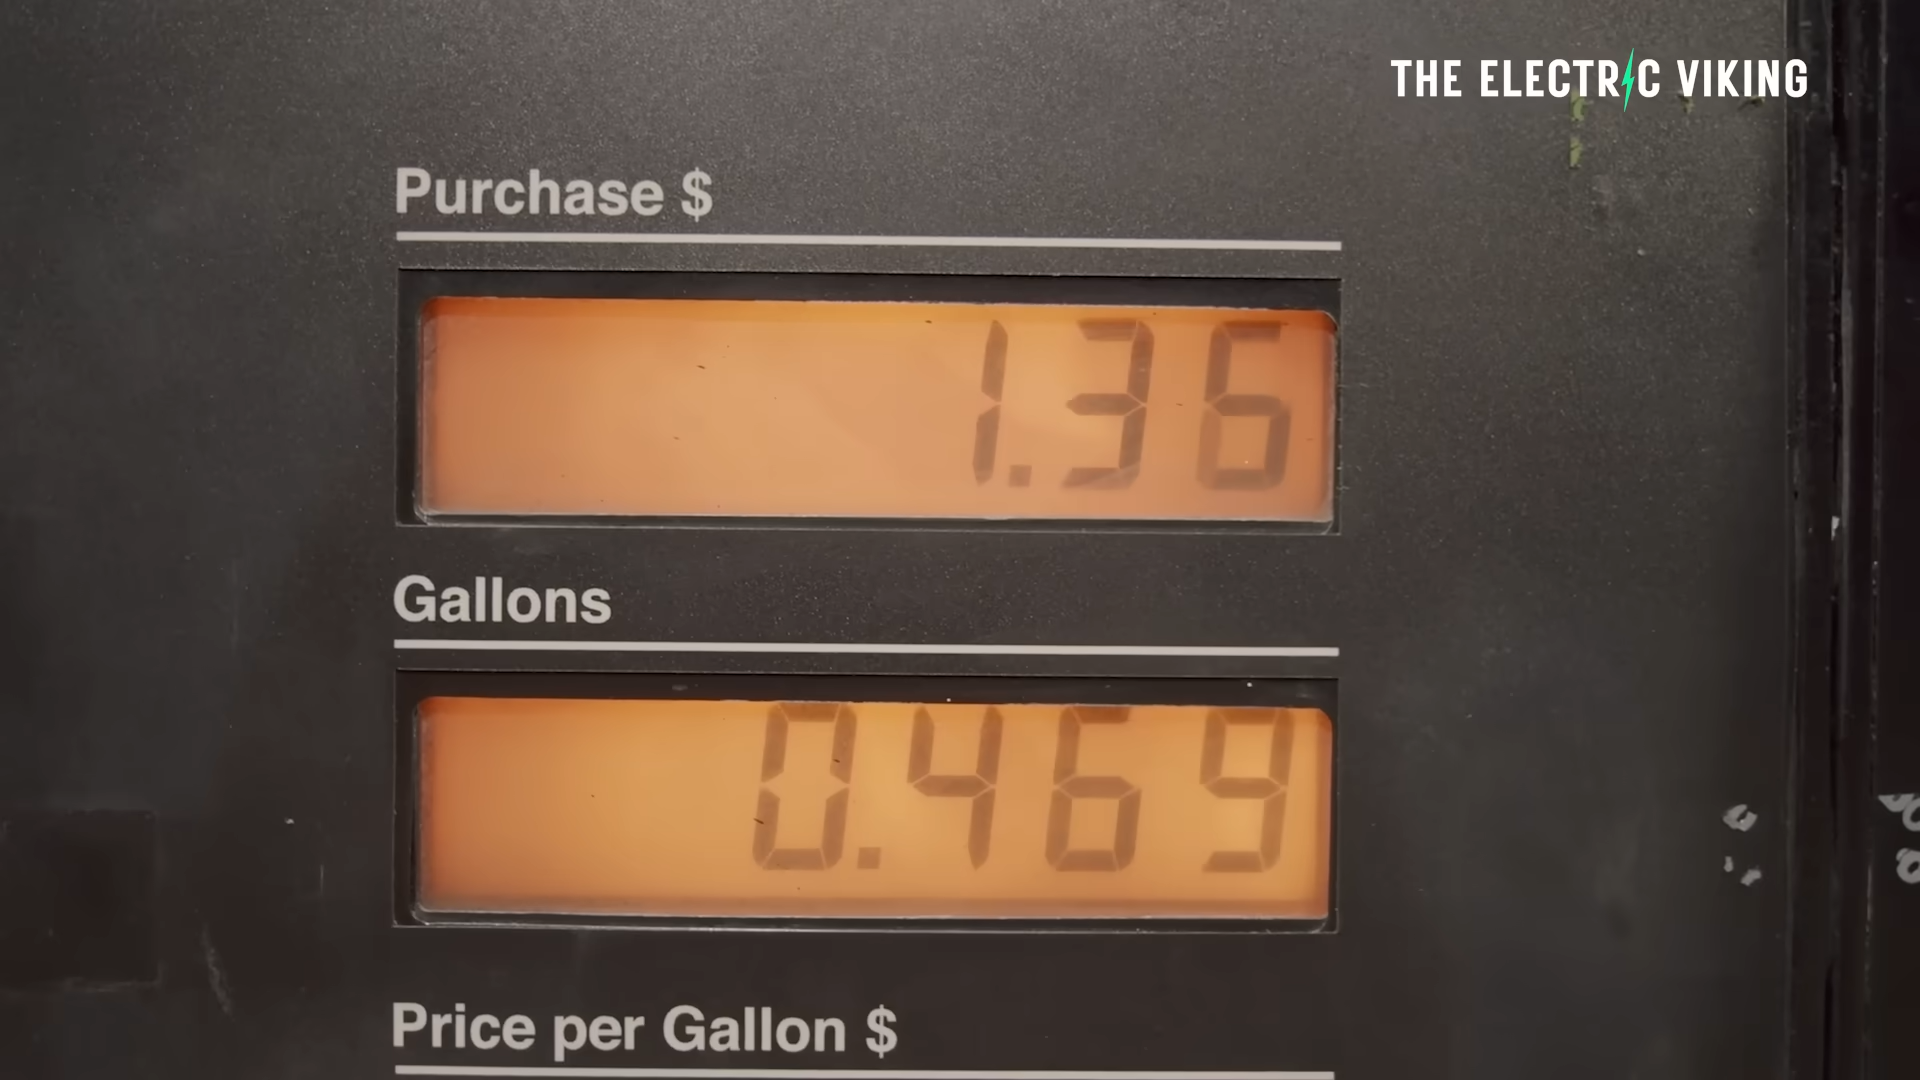 THE ELECTRIC VIKING
Purchase $
1.36
Gallons
0.469
Price per Gallon $